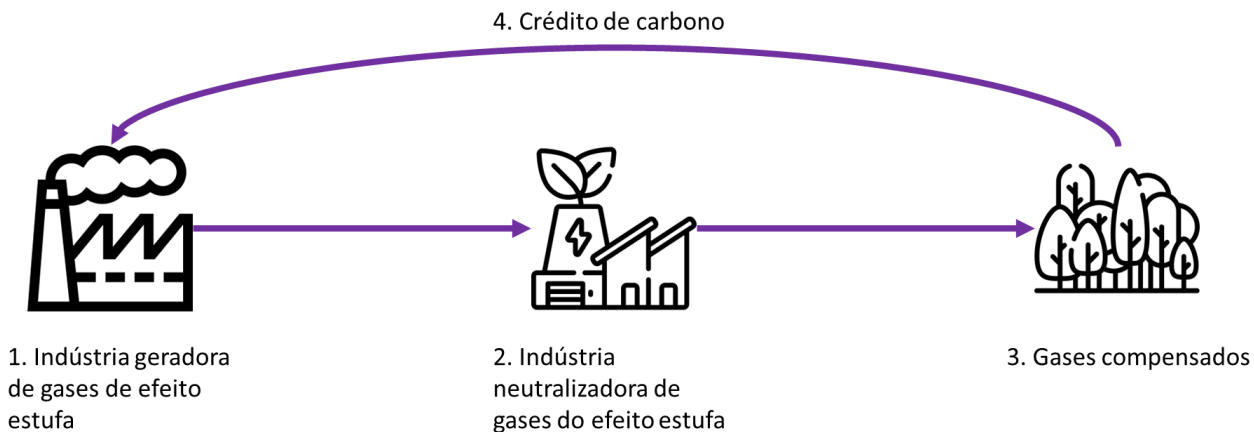 4. Crédito de carbono
1. Indústria geradora
de gases de efeito
estufa
2. Indústria
neutralizadora de
gases do efeito estufa
3. Gases compensados